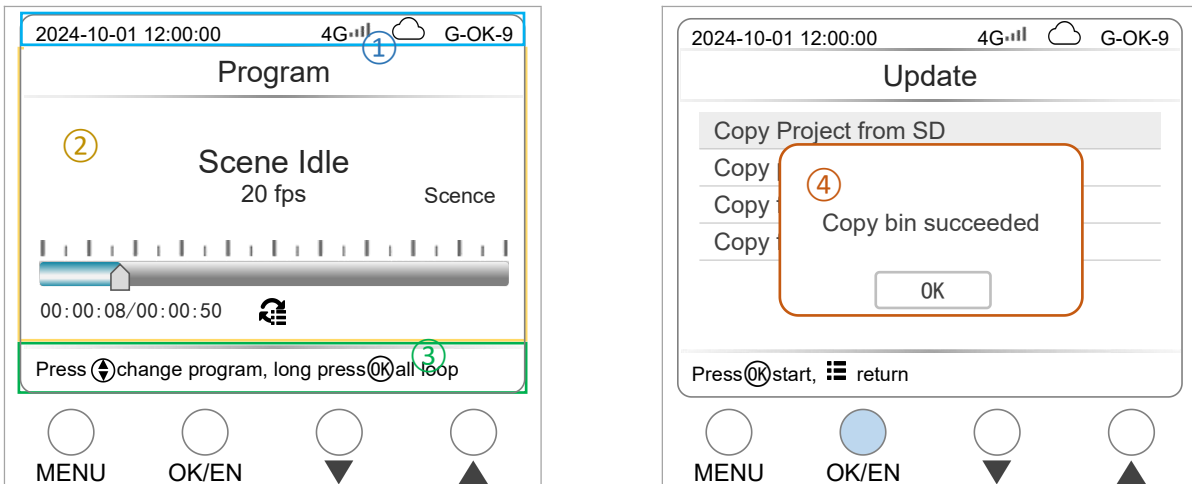 2024-10-01 12:00:00 4G G-OK-9
①
Program
②
Scene Idle
20 fps
Scence
00:00:08/00:00:50
③
Press change program, long press OK all loop
MENU OK/EN ▼ ▲
2024-10-01 12:00:00 4G G-OK-9
Update
Copy Project from SD
Copy
Copy
Copy
④
Copy bin succeeded
OK
Press OK start, return
MENU OK/EN ▼ ▲